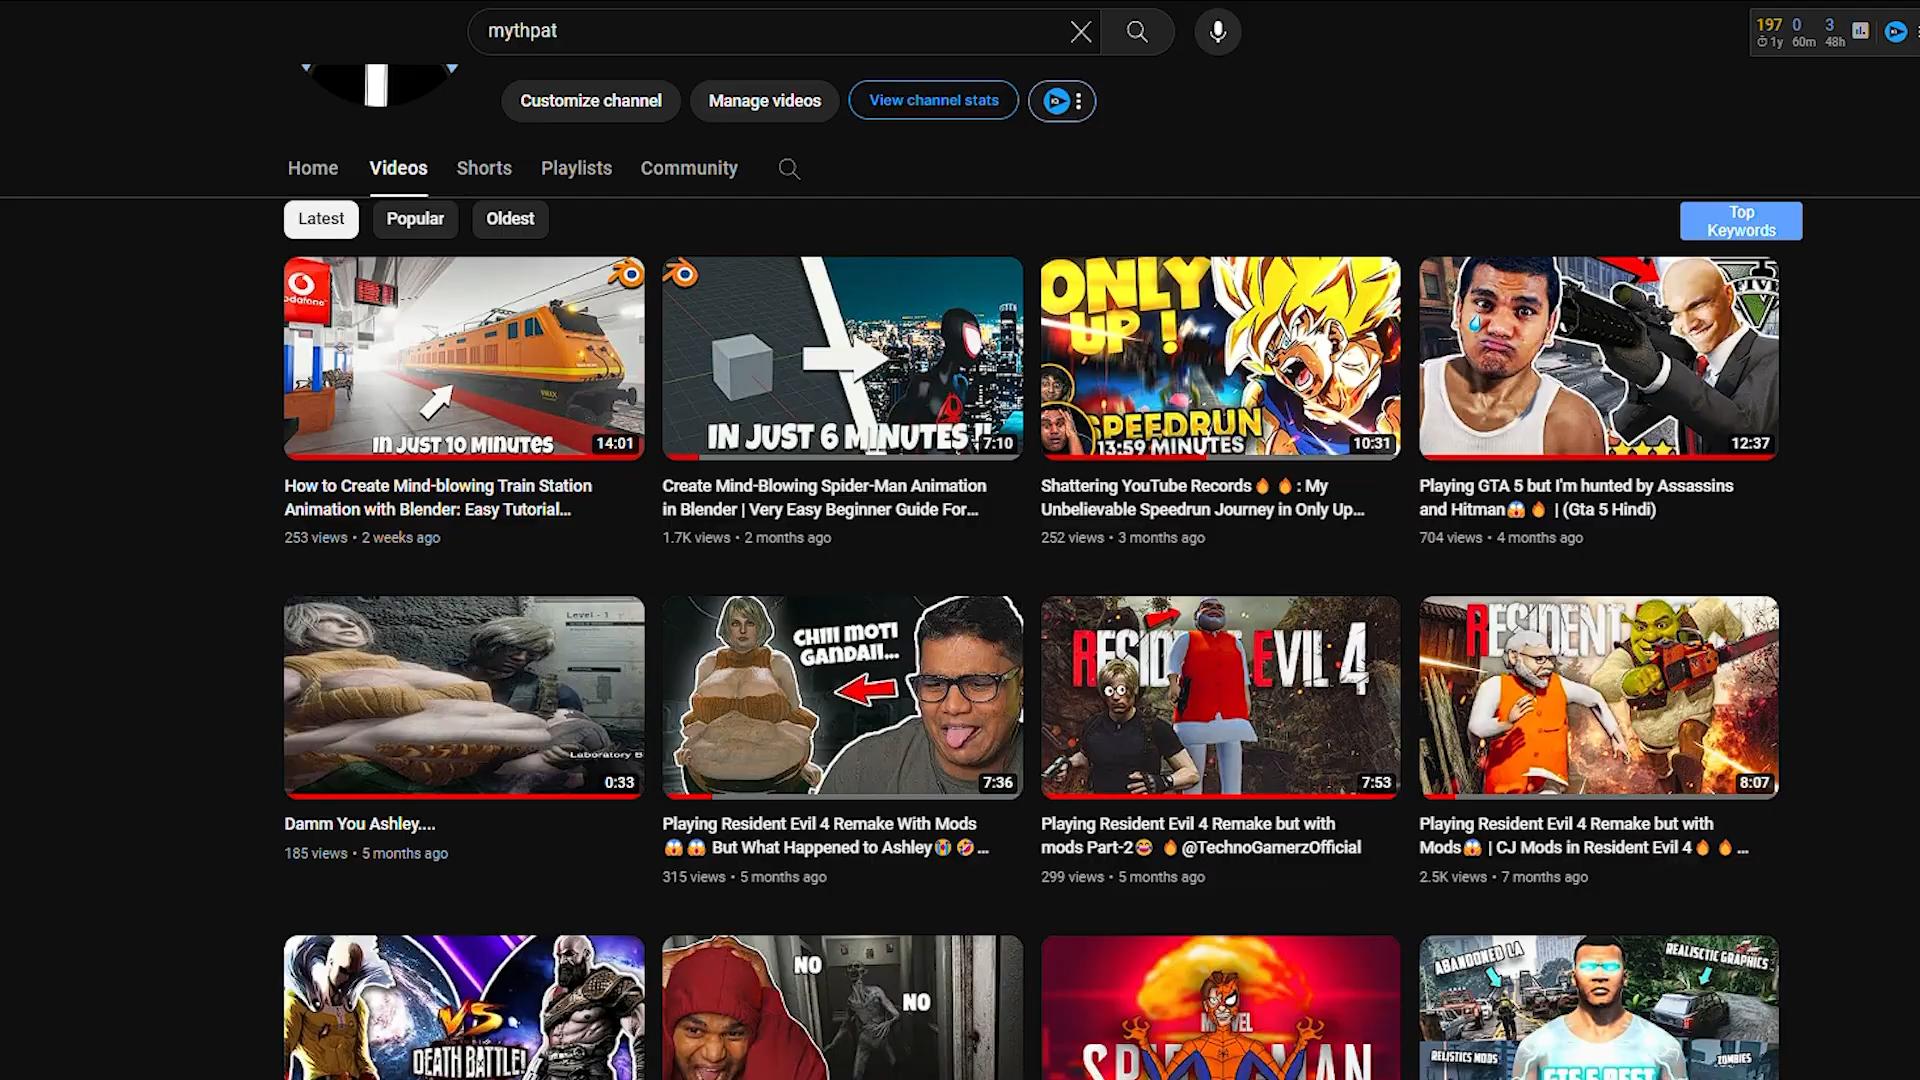 mythpat
197 0 3
1y 60m 48h
Customize channel
Manage videos
View channel stats
Home
Videos
Shorts
Playlists
Community
Latest
Popular
Oldest
Top
Keywords
vodafone
IN JUST 10 MINUTES
14:01
How to Create Mind-blowing Train Station
Animation with Blender: Easy Tutorial...
253 views • 2 weeks ago
IN JUST 6 MINUTES !!
7:10
Create Mind-Blowing Spider-Man Animation
in Blender | Very Easy Beginner Guide For...
1.7K views • 2 months ago
ONLY
UP !
SPEEDRUN
13:59 MINUTES
10:31
Shattering YouTube Records🔥🔥: My
Unbelievable Speedrun Journey in Only Up...
252 views • 3 months ago
V
FIVE
12:37
Playing GTA 5 but I'm hunted by Assassins
and Hitman😱🔥 | (Gta 5 Hindi)
704 views • 4 months ago
Level - 1
Laboratory B
0:33
Damm You Ashley....
185 views • 5 months ago
CHIII MOTI
GANDAII...
7:36
Playing Resident Evil 4 Remake With Mods
😱😱 But What Happened to Ashley😭🤣...
315 views • 5 months ago
RESIDENT EVIL 4
7:53
Playing Resident Evil 4 Remake but with
mods Part-2😂 🔥@TechnoGamerzOfficial
299 views • 5 months ago
RESIDENT
8:07
Playing Resident Evil 4 Remake but with
Mods😱 | CJ Mods in Resident Evil 4🔥🔥...
2.5K views • 7 months ago
VS
DEATH BATTLE!
NO
NO
MARVEL
SPIDER-MAN
ABANDONED LA
REALISCTIC GRAPHICS
RELISTICS MODS
ZOMBIES
GTA 5 BEST